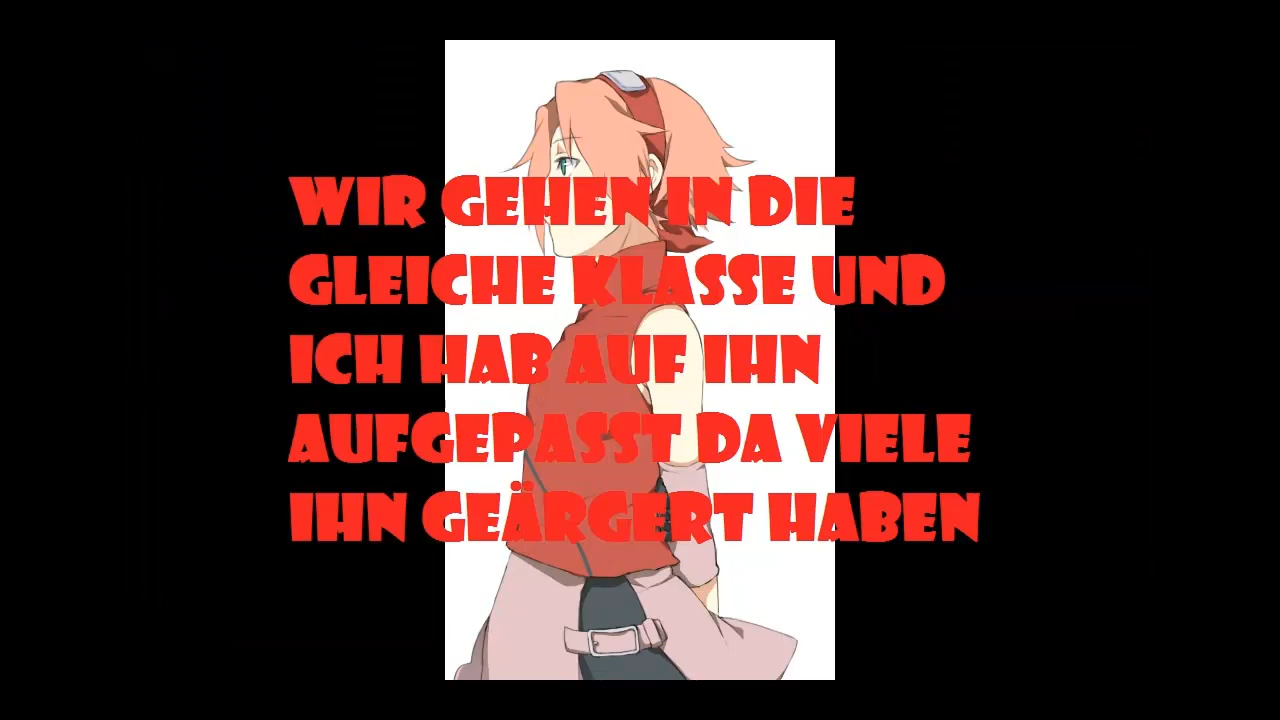 WIR GEHEN IN DIE
GLEICHE KLASSE UND
ICH HAB AUF IHN
AUFGEPASST DA VIELE
IHN GEÄRGERT HABEN